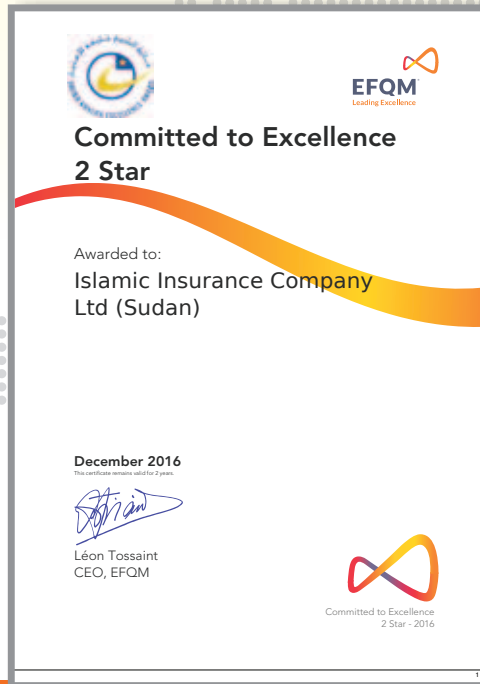 EFQM
Leading Excellence
Committed to Excellence
2 Star
Awarded to:
Islamic Insurance Company
Ltd (Sudan)
December 2016
This certificate remains valid for 2 years.
Léon Tossaint
CEO, EFQM
Committed to Excellence
2 Star - 2016
1